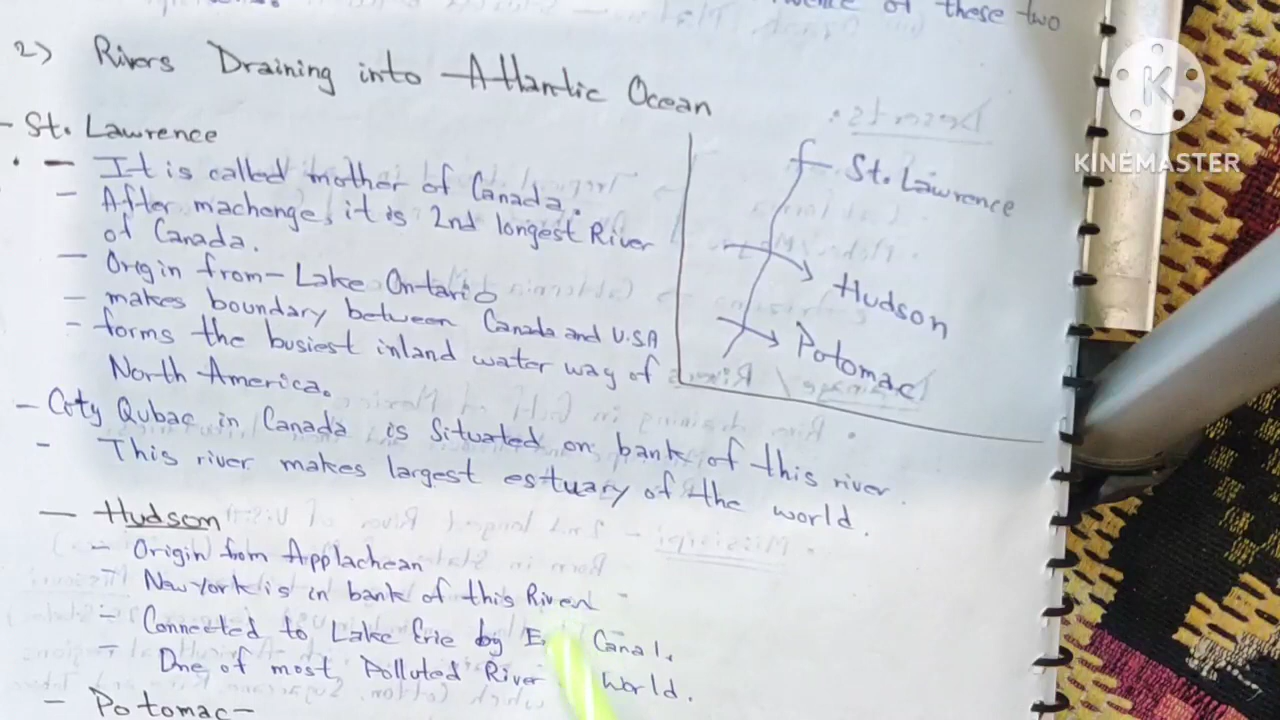 of these two
2) Rivers Draining into Atlantic Ocean
- St. Lawrence
- It is called mother of Canada.
- After machenge, it is 2nd longest River
of Canada.
- Origin from - Lake Ontario
- makes boundary between Canada and U.S.A
- forms the busiest inland water way of
North America.
- City Qubac in Canada is situated on bank of this river.
- This river makes largest estuary of the world.
- Hudson
- Origin from Applachean
- New York is in bank of this River
- Connected to Lake Erie by E Canal.
- One of most Polluted River World.
- Potomac-
St. Lawrence
Hudson
Potomac
K
KINEMASTER